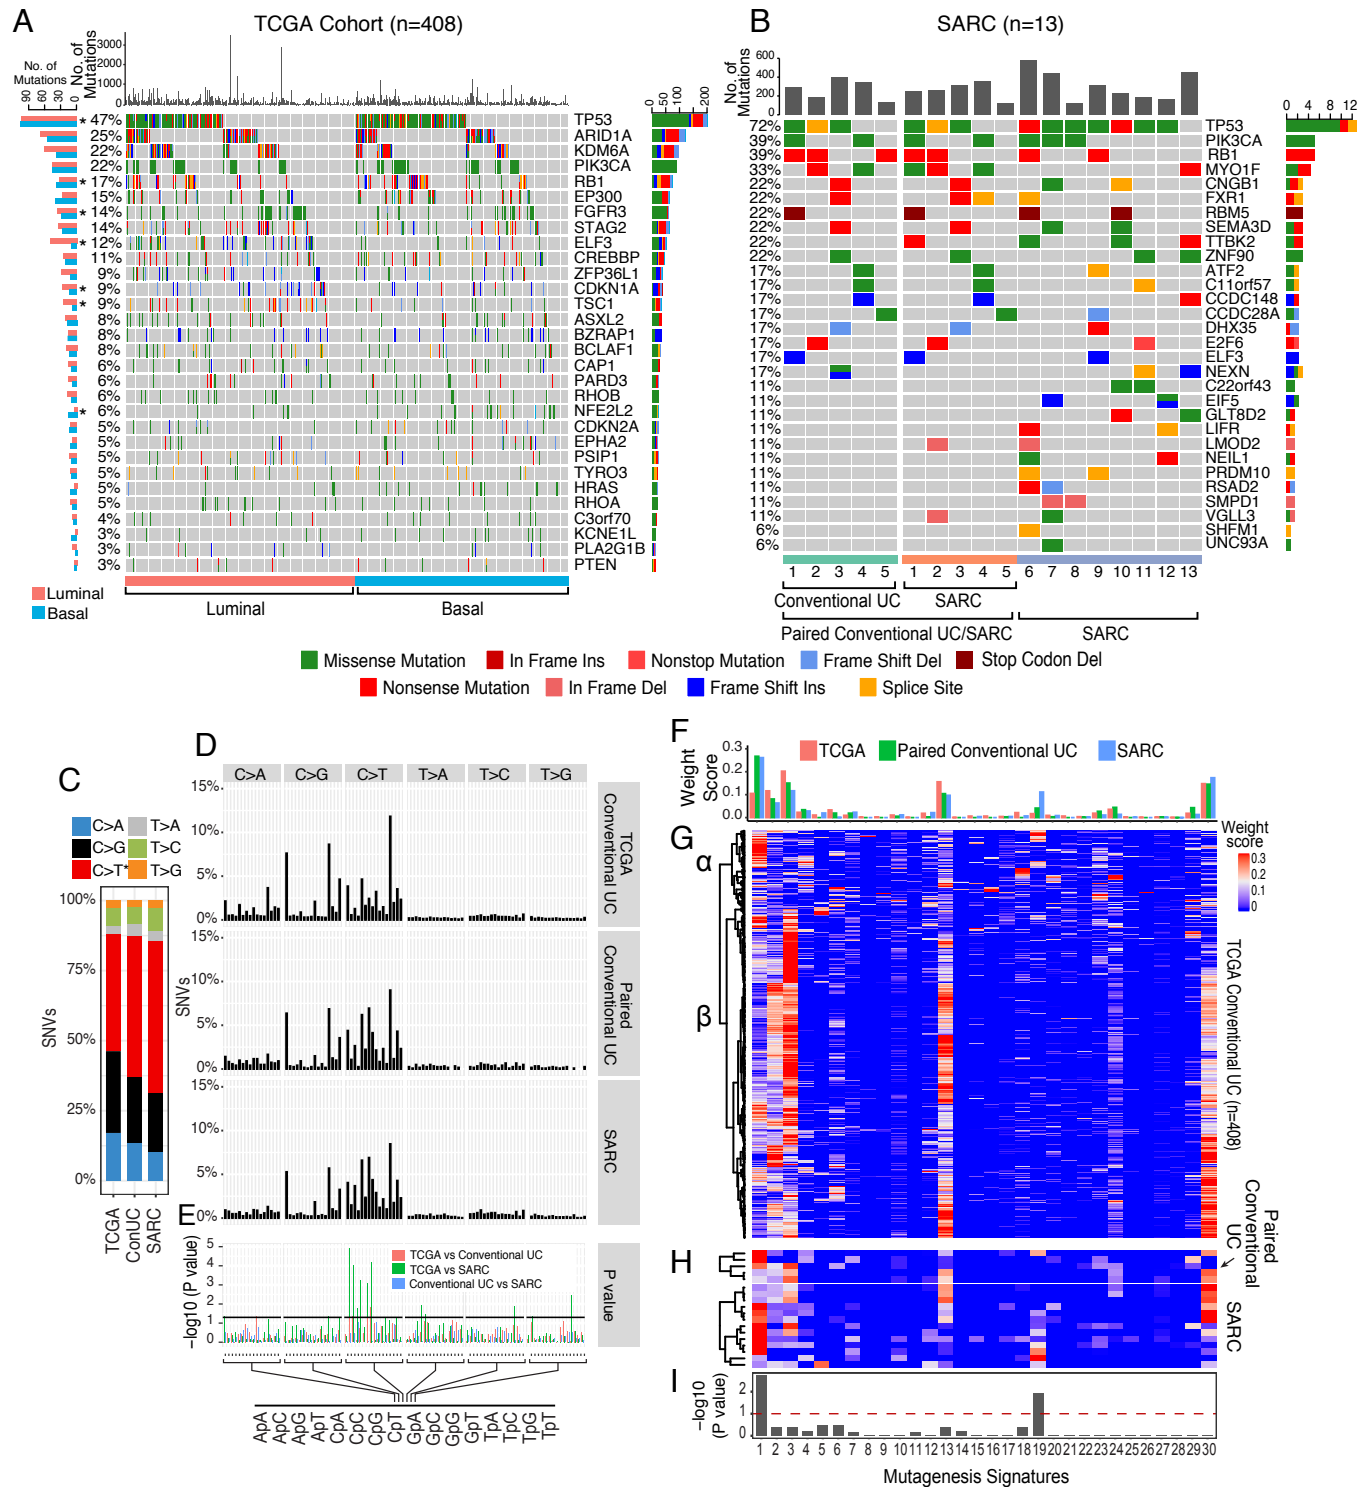 A
TCGA Cohort (n=408)
No. of Mutations
90 60 30 0
No. of Mutations
3000
2000
1000
0
0 50 100 200
* 47% TP53
25% ARID1A
22% KDM6A
22% PIK3CA
* 17% RB1
15% EP300
* 14% FGFR3
14% STAG2
* 12% ELF3
11% CREBBP
9% ZFP36L1
* 9% CDKN1A
* 9% TSC1
8% ASXL2
8% BZRAP1
8% BCLAF1
6% CAP1
6% PARD3
6% RHOB
* 6% NFE2L2
5% CDKN2A
5% EPHA2
5% PSIP1
5% TYRO3
5% HRAS
5% RHOA
4% C3orf70
3% KCNE1L
3% PLA2G1B
3% PTEN
Luminal
Basal
Luminal
Basal
B
SARC (n=13)
No. of Mutations
600
400
200
0
0 4 8 12
72% TP53
39% PIK3CA
39% RB1
33% MYO1F
22% CNGB1
22% FXR1
22% RBM5
22% SEMA3D
22% TTBK2
22% ZNF90
17% ATF2
17% C11orf57
17% CCDC148
17% CCDC28A
17% DHX35
17% E2F6
17% ELF3
17% NEXN
11% C22orf43
11% EIF5
11% GLT8D2
11% LIFR
11% LMOD2
11% NEIL1
11% PRDM10
11% RSAD2
11% SMPD1
11% VGLL3
6% SHFM1
6% UNC93A
1 2 3 4 5 1 2 3 4 5 6 7 8 9 10 11 12 13
Conventional UC
SARC
Paired Conventional UC/SARC
SARC
Missense Mutation
In Frame Ins
Nonstop Mutation
Frame Shift Del
Stop Codon Del
Nonsense Mutation
In Frame Del
Frame Shift Ins
Splice Site
C
C>A
T>A
C>G
T>C
C>T*
T>G
SNVs
100%
75%
50%
25%
0%
TCGA
ConUC
SARC
D
C>A C>G C>T T>A T>C T>G
SNVs
15%
10%
5%
0%
TCGA Conventional UC
15%
10%
5%
0%
Paired Conventional UC
15%
10%
5%
0%
SARC
E
−log10 (P value)
5
4
3
2
1
0
TCGA vs Conventional UC
TCGA vs SARC
Conventional UC vs SARC
P value
ApA ApC ApG ApT CpA CpC CpG CpT GpA GpC GpG TpA TpC TpG TpT
F
Weight Score
0.3
0.2
0.1
0.0
TCGA
Paired Conventional UC
SARC
G
α
β
Weight score
0.3
0.2
0.1
0
TCGA Conventional UC (n=408)
H
Paired Conventional UC
SARC
I
−log10 (P value)
2
1
0
1 2 3 4 5 6 7 8 9 10 11 12 13 14 15 16 17 18 19 20 21 22 23 24 25 26 27 28 29 30
Mutagenesis Signatures